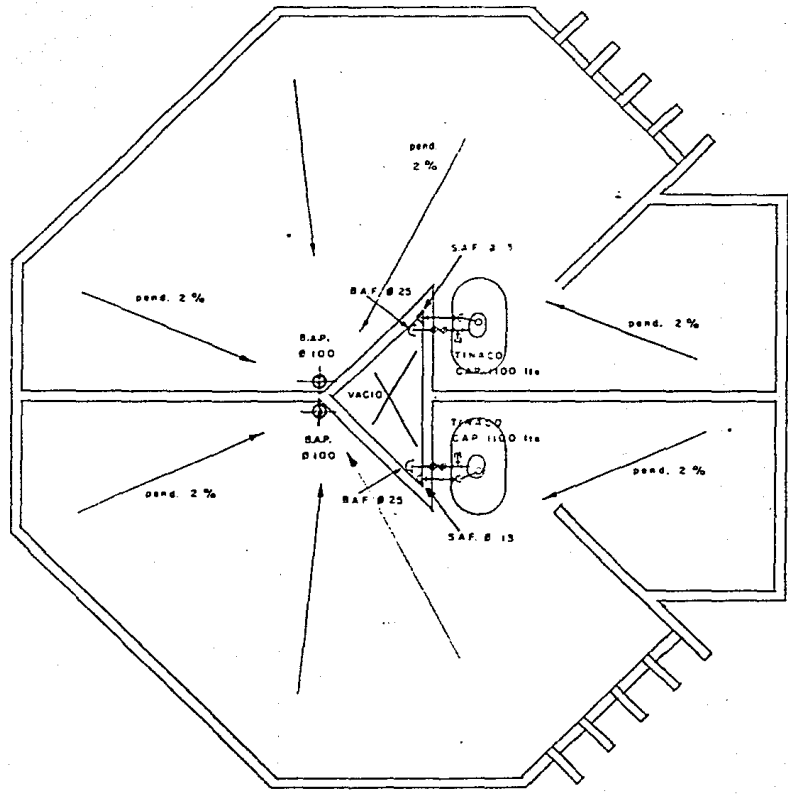 pend.
2 %
S.A.F. Ø
B.A.F. Ø 25
pend. 2 %
pend. 2 %
B.A.P.
Ø 100
TINACO
CAP. 1100 lts
VACIO
TINACO
CAP 1100 lts
B.A.P.
Ø 100
pend. 2 %
pend. 2 %
B.A.F. Ø 25
S.A.F. Ø 13